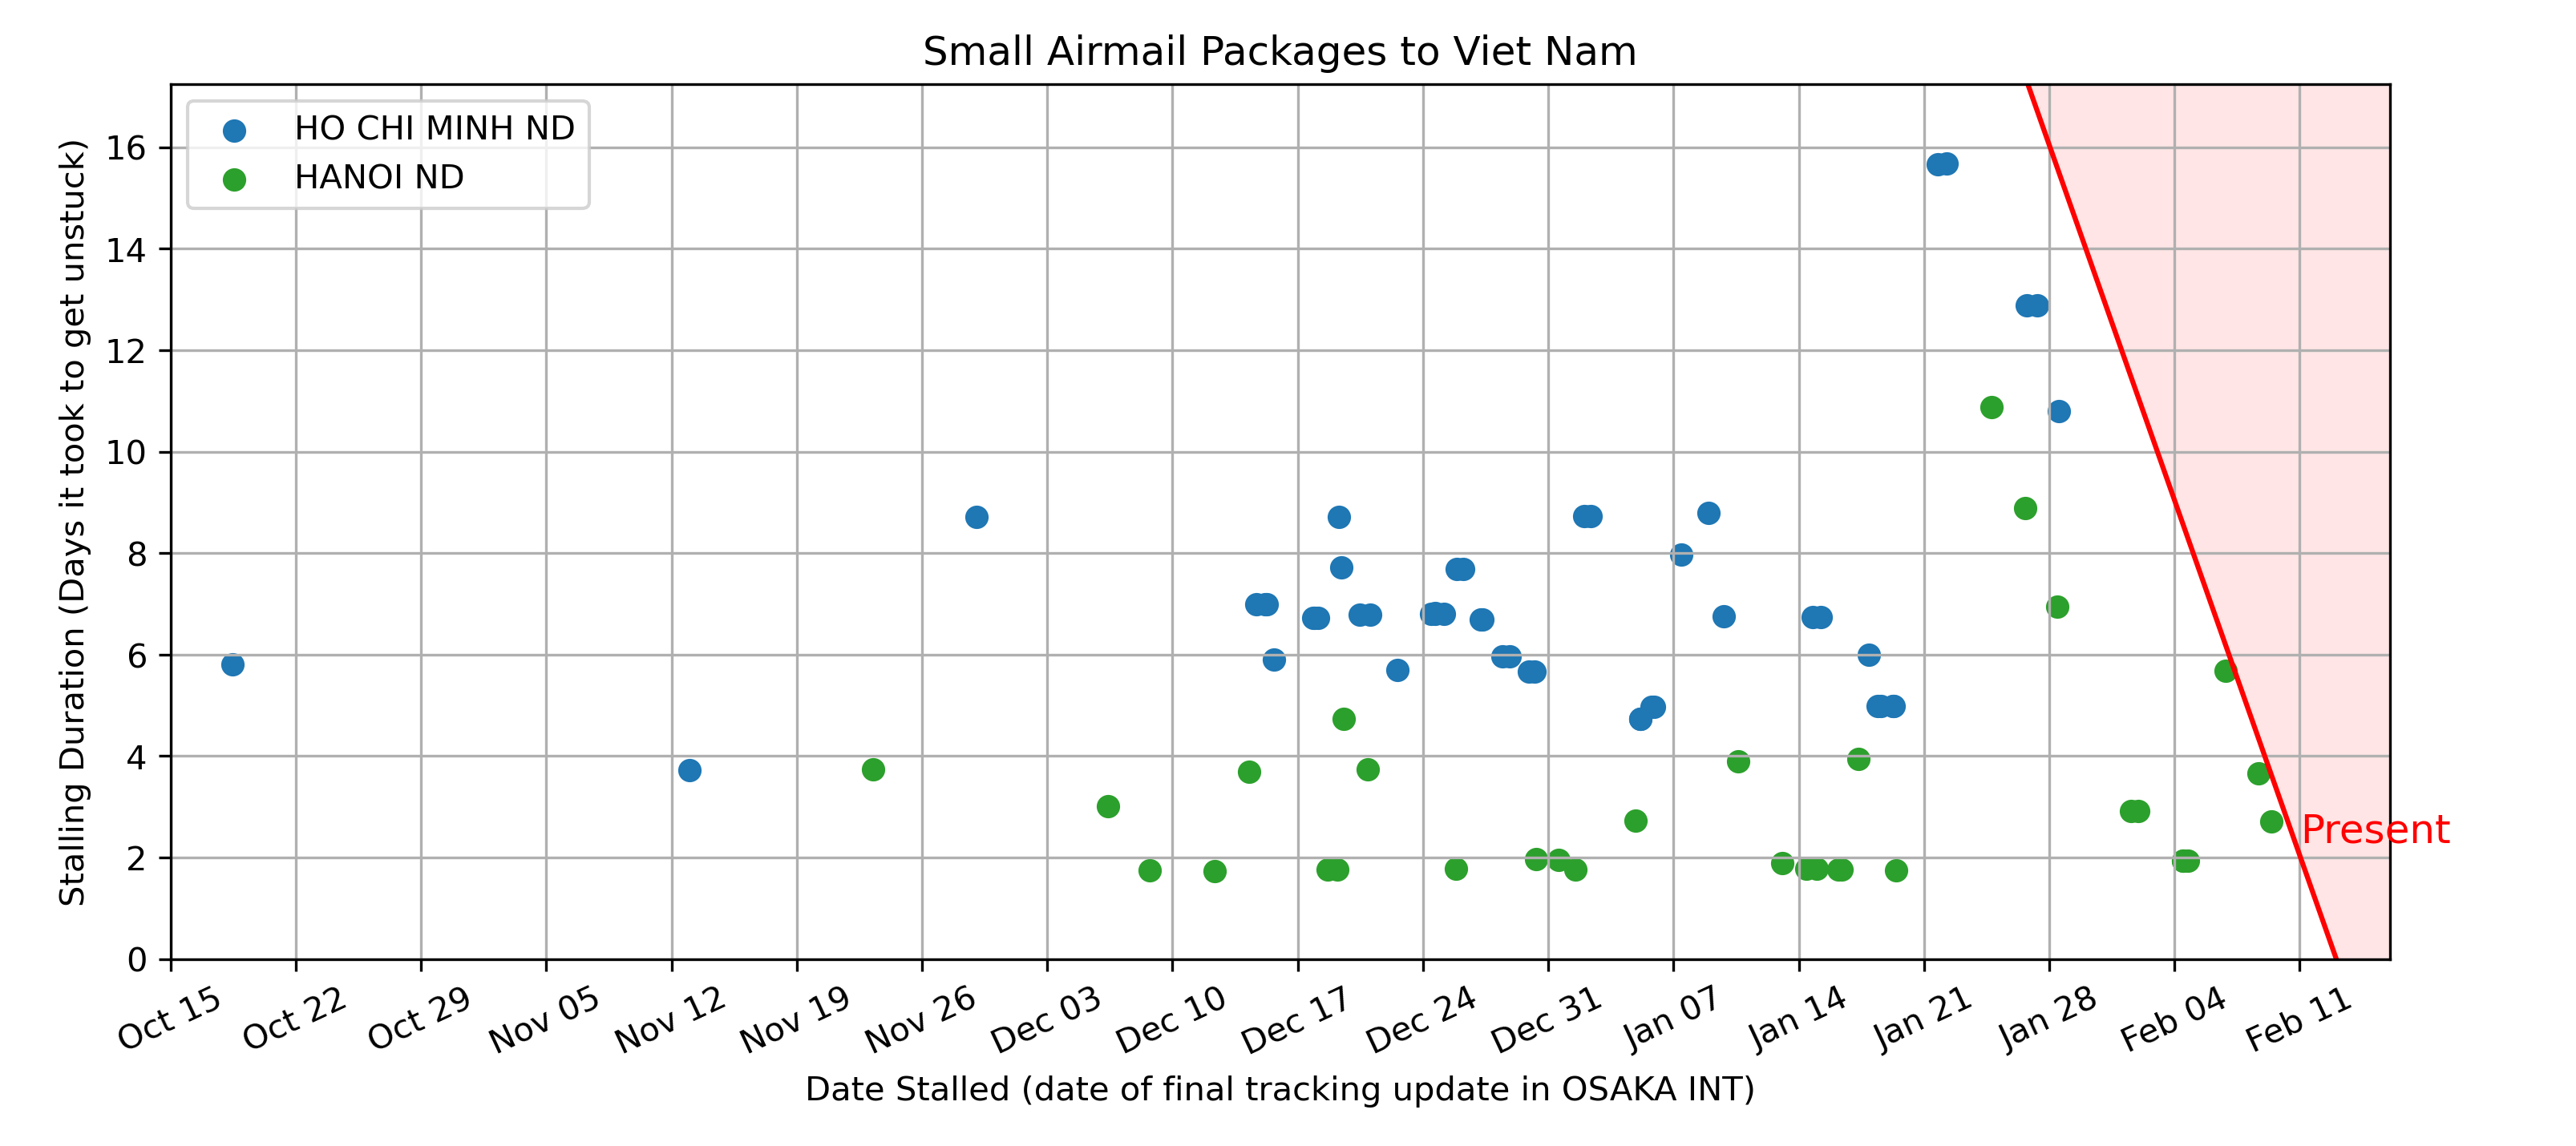 Small Airmail Packages to Viet Nam
HO CHI MINH ND
HANOI ND
Stalling Duration (Days it took to get unstuck)
16
14
12
10
8
6
4
2
0
Present
Oct 15
Oct 22
Oct 29
Nov 05
Nov 12
Nov 19
Nov 26
Dec 03
Dec 10
Dec 17
Dec 24
Dec 31
Jan 07
Jan 14
Jan 21
Jan 28
Feb 04
Feb 11
Date Stalled (date of final tracking update in OSAKA INT)